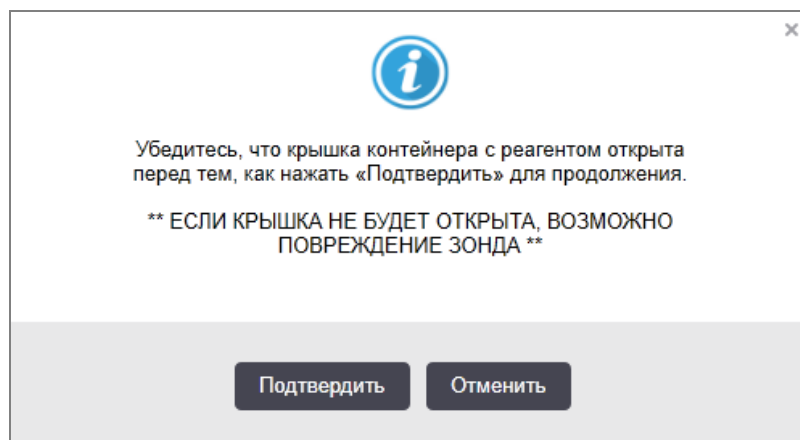 Убедитесь, что крышка контейнера с реагентом открыта
перед тем, как нажать «Подтвердить» для продолжения.
** ЕСЛИ КРЫШКА НЕ БУДЕТ ОТКРЫТА, ВОЗМОЖНО
ПОВРЕЖДЕНИЕ ЗОНДА **
Подтвердить Отменить